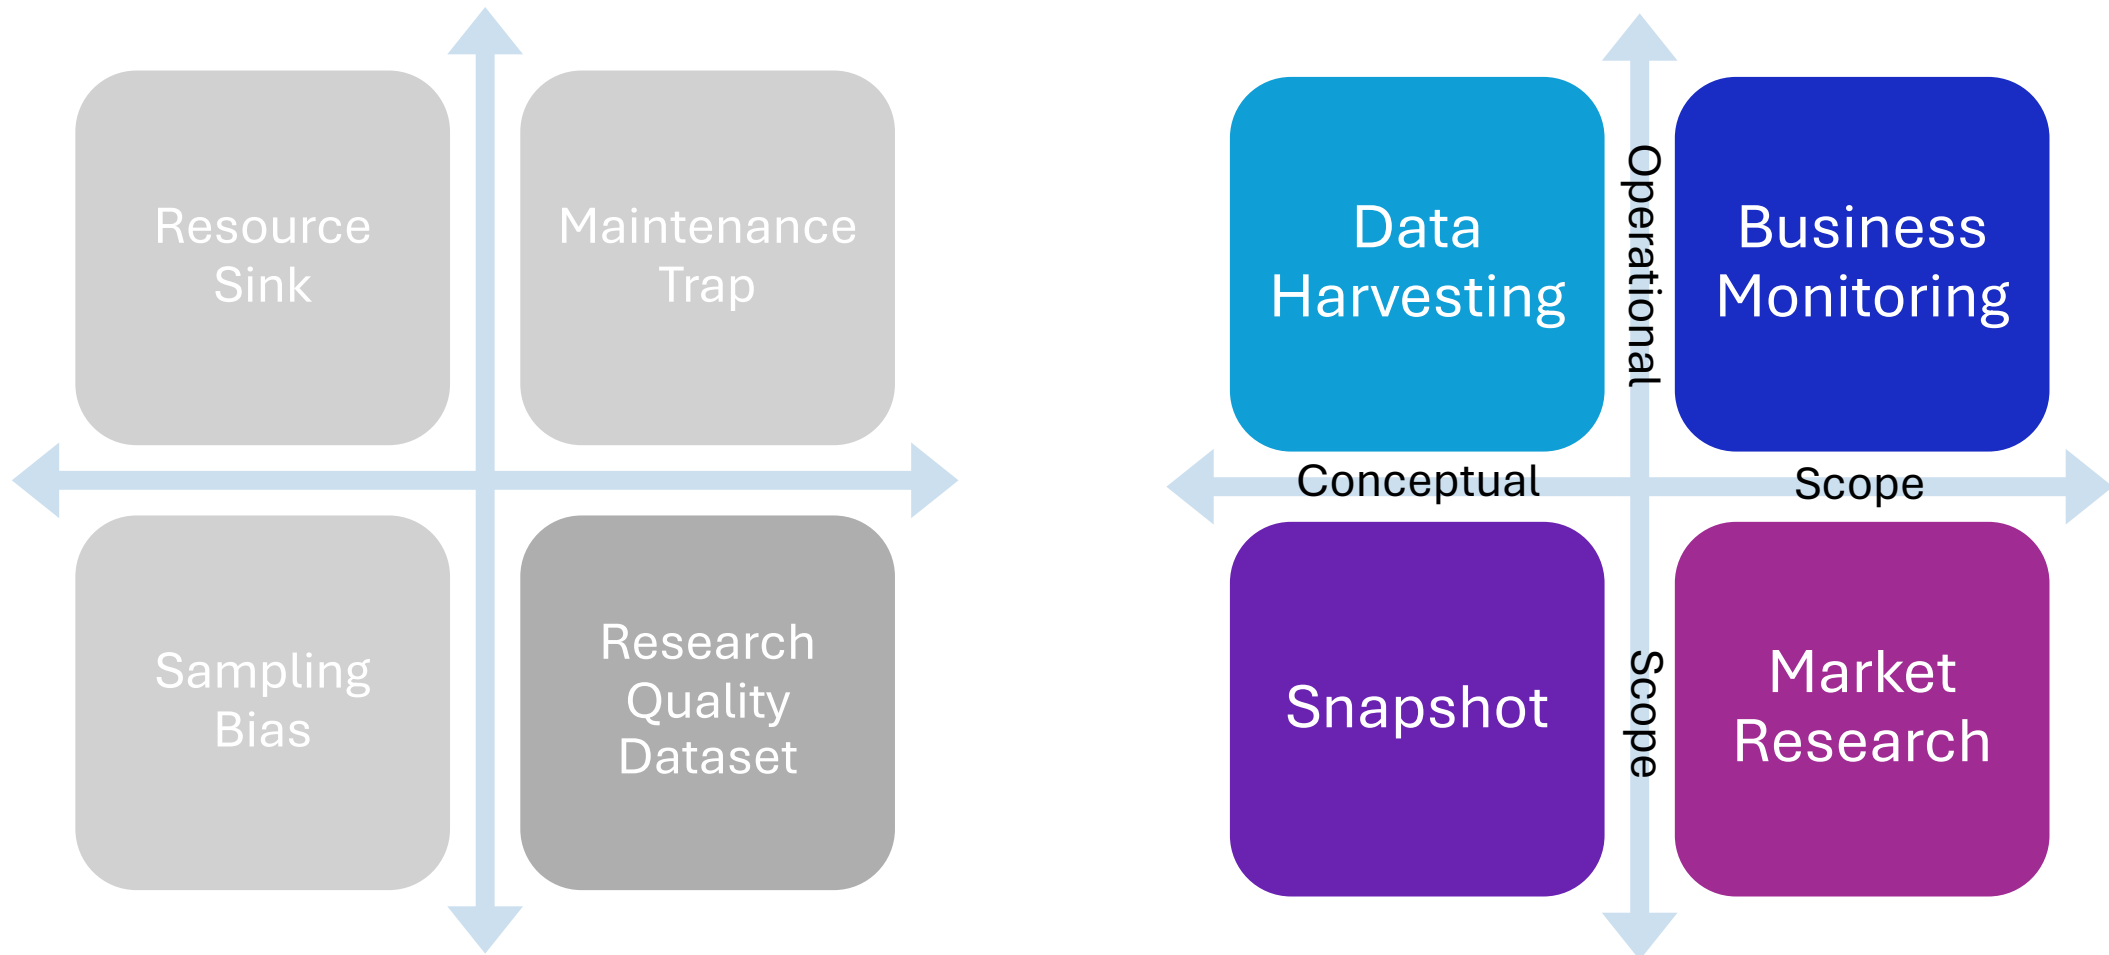 Resource
Sink
Maintenance
Trap
Sampling
Bias
Research
Quality
Dataset
Data
Harvesting
Operational
Business
Monitoring
Conceptual
Scope
Snapshot
Scope
Market
Research